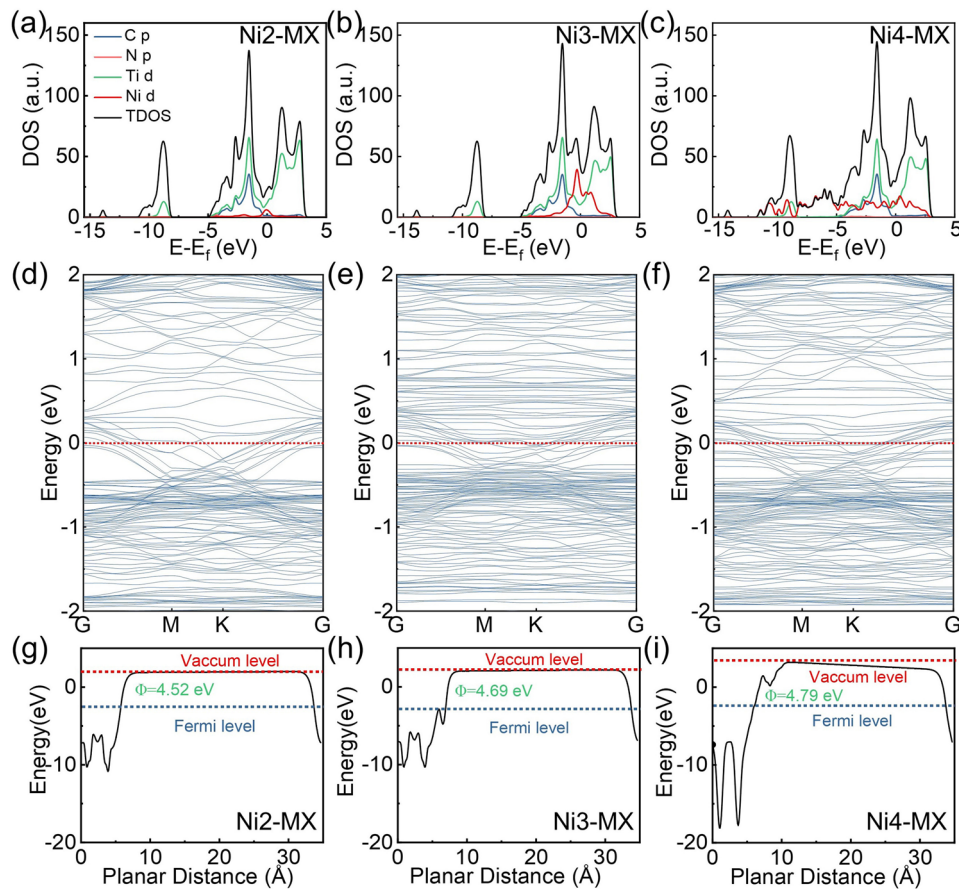 (a)
(b)
(c)
Ni2-MX
Ni3-MX
Ni4-MX
C p
N p
Ti d
Ni d
TDOS
DOS (a.u.)
150
100
50
0
-15 -10 -5 0 5
E-Ef (eV)
DOS (a.u.)
150
100
50
0
-15 -10 -5 0 5
E-Ef (eV)
DOS (a.u.)
150
100
50
0
-15 -10 -5 0 5
E-Ef (eV)
(d)
(e)
(f)
Energy (eV)
2
1
0
-1
-2
G M K G
Energy (eV)
2
1
0
-1
-2
G M K G
Energy (eV)
2
1
0
-1
-2
G M K G
(g)
(h)
(i)
Energy(eV)
0
-10
-20
Vaccum level
Φ=4.52 eV
Fermi level
Ni2-MX
0 10 20 30
Planar Distance (Å)
Energy(eV)
0
-10
-20
Vaccum level
Φ=4.69 eV
Fermi level
Ni3-MX
0 10 20 30
Planar Distance (Å)
Energy(eV)
0
-10
-20
Vaccum level
Φ=4.79 eV
Fermi level
Ni4-MX
0 10 20 30
Planar Distance (Å)